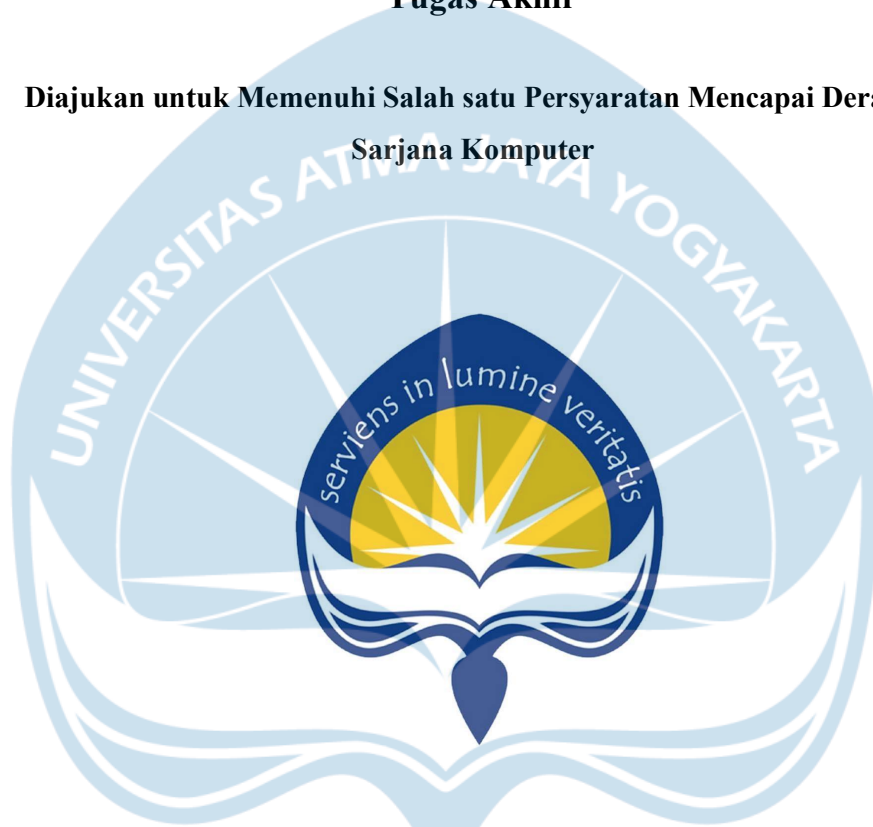 Tugas Akhir
Diajukan untuk Memenuhi Salah satu Persyaratan Mencapai
Sarjana Komputer
UNIVERSITAS ATMA JAYA YOGYAKARTA
serviens in lumine veritatis